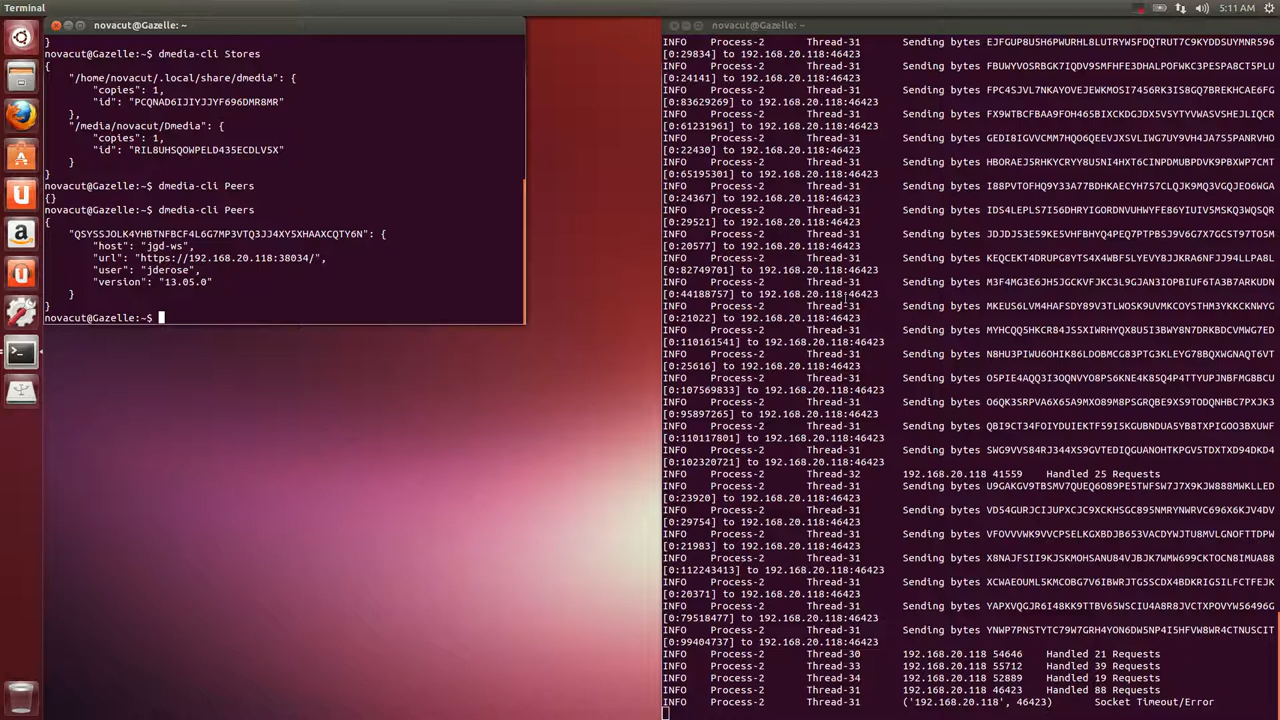 Terminal
5:11 AM
novacut@Gazelle: ~
}
novacut@Gazelle:~$ dmedia-cli Stores
{
"/home/novacut/.local/share/dmedia": {
"copies": 1,
"id": "PCQNAD6IJIYJJYF696DMR8MR"
},
"/media/novacut/Dmedia": {
"copies": 1,
"id": "RIL8UHSQOWPELD435ECDLV5X"
}
}
novacut@Gazelle:~$ dmedia-cli Peers
{}
novacut@Gazelle:~$ dmedia-cli Peers
{
"QSYSSJOLK4YHBTNFBCF4L6G7MP3VTQ3JJ4XY5XHAAXCQTY6N": {
"host": "jgd-ws",
"url": "https://192.168.20.118:38034/",
"user": "jderose",
"version": "13.05.0"
}
}
novacut@Gazelle:~$
novacut@Gazelle: ~
INFO Process-2 Thread-31 Sending bytes EJFGUP8U5H6PWURHL8LUTRYW5FDQTRUT7C9KYDDSUYMNR596
[0:29834] to 192.168.20.118:46423
INFO Process-2 Thread-31 Sending bytes FBUWYVOSRBGK7IQDV9SMFHFE3DHALPOFWKC3PESPA8CT5PLU
[0:24141] to 192.168.20.118:46423
INFO Process-2 Thread-31 Sending bytes FPC4SJVL7NKAYOVEJEWKMOSI7456RK3IS8GQ7BREKHCAE6FG
[0:83629269] to 192.168.20.118:46423
INFO Process-2 Thread-31 Sending bytes FX9WTBCFBAA9FOH465BIXCKDGJDX5V5YTYVWASVSHEJLIQCR
[0:61231961] to 192.168.20.118:46423
INFO Process-2 Thread-31 Sending bytes GEDI8IGVVCMM7HQO6QEEVJXSVLIWG7UY9VH4JA7S5PANRUDM
[0:22430] to 192.168.20.118:46423
INFO Process-2 Thread-31 Sending bytes HBORAEJ5RHKYCRYY8U5NI4HXT6CINPDMUBPDVK9PBXWP7CMT
[0:65195301] to 192.168.20.118:46423
INFO Process-2 Thread-31 Sending bytes I88PVTOFHQ9Y33A77BDHKAECYH757CLQJK9MQ3VGQJEO6WGA
[0:24367] to 192.168.20.118:46423
INFO Process-2 Thread-31 Sending bytes IDS4LEPLS7I56DHRYIGORDNVUHWYFE86YIUIV5MSKQ3WQSQR
[0:29521] to 192.168.20.118:46423
INFO Process-2 Thread-31 Sending bytes JDJDJ53E59KE5VHFBHYQ4PEQ7PTPBSJ9V6G7X7GCST97TO5M
[0:20577] to 192.168.20.118:46423
INFO Process-2 Thread-31 Sending bytes KEQCEKT4DRUPG8YTS4X4WBF5LYEVY8JJKRA6NFJJ94LLPA8L
[0:82749701] to 192.168.20.118:46423
INFO Process-2 Thread-31 Sending bytes M3F4MG3E6JH5JGCKVFJKC3L9GJAN3IOPBIUF6TA3B7ARKUDN
[0:44188757] to 192.168.20.118:46423
INFO Process-2 Thread-31 Sending bytes MKEUS6LVM4HAFSDY89V3TLWOSK9UVMKCOYSTHM3YKKCKNWYG
[0:21022] to 192.168.20.118:46423
INFO Process-2 Thread-31 Sending bytes MYHCQQ5HKCR84JS5XIWRHYQX8U5I3BWY8N7DRKBDCVMWG7ED
[0:110161541] to 192.168.20.118:46423
INFO Process-2 Thread-31 Sending bytes N8HU3PIWU6OHIK86LDOBMCG83PTG3KLEYG78BQXWGNAQT6VT
[0:25616] to 192.168.20.118:46423
INFO Process-2 Thread-31 Sending bytes O5PIE4AQQ3I3OQNVYO8PS6KNE4K85Q4P4TTYUPJNBFMG8BCU
[0:107569833] to 192.168.20.118:46423
INFO Process-2 Thread-31 Sending bytes O6QK3SRPVA6X65A9MXO89M8PSGRQBE9XS9TODQNHBC7PXJK3
[0:95897265] to 192.168.20.118:46423
INFO Process-2 Thread-31 Sending bytes QBI9CT34FOIYDUIEKTF59I5KGUBNDUA5YB8TXPIGOO3BXUWF
[0:110117801] to 192.168.20.118:46423
INFO Process-2 Thread-31 Sending bytes SWG9VVS84RJ344XS9GVTEDIQGUANOHTKPGV5TDXTXD94DKD4
[0:102320721] to 192.168.20.118:46423
INFO Process-2 Thread-32 192.168.20.118 41559 Handled 25 Requests
INFO Process-2 Thread-31 Sending bytes U9GAKGV9TBSMV7QUEQ6O89PE5TWFSW7J7X9KJW888MWKLLED
[0:23920] to 192.168.20.118:46423
INFO Process-2 Thread-31 Sending bytes VD54GURJCIJUPXCJC9XCKHSGC895NMRYNWRVC696X6KJV4DV
[0:29754] to 192.168.20.118:46423
INFO Process-2 Thread-31 Sending bytes VFOVVVWK9VVCPSELKGXBDJB653VACDYWJTU8MVLGNOFTTDPW
[0:21983] to 192.168.20.118:46423
INFO Process-2 Thread-31 Sending bytes X8NAJFSII9KJSKMOHSANU84VJBJK7WMW699CKTOCN8IMUA88
[0:112243413] to 192.168.20.118:46423
INFO Process-2 Thread-31 Sending bytes XCWAEOUML5KMCOBG7V6IBWRJTG5SCDX4BDKRIG5ILFCTFEJK
[0:20371] to 192.168.20.118:46423
INFO Process-2 Thread-31 Sending bytes YAPXVQGJR6I48KK9TTBV65WSCIU4A8R8JVCTXPOVYW56496G
[0:79518477] to 192.168.20.118:46423
INFO Process-2 Thread-31 Sending bytes YNWP7PNSTYTC79W7GRH4YON6DW5NP4I5HFVW8WR4CTNUSCIT
[0:99404737] to 192.168.20.118:46423
INFO Process-2 Thread-30 192.168.20.118 54646 Handled 21 Requests
INFO Process-2 Thread-33 192.168.20.118 55712 Handled 39 Requests
INFO Process-2 Thread-34 192.168.20.118 52889 Handled 19 Requests
INFO Process-2 Thread-31 192.168.20.118 46423 Handled 88 Requests
INFO Process-2 Thread-31 ('192.168.20.118', 46423) Socket Timeout/Error